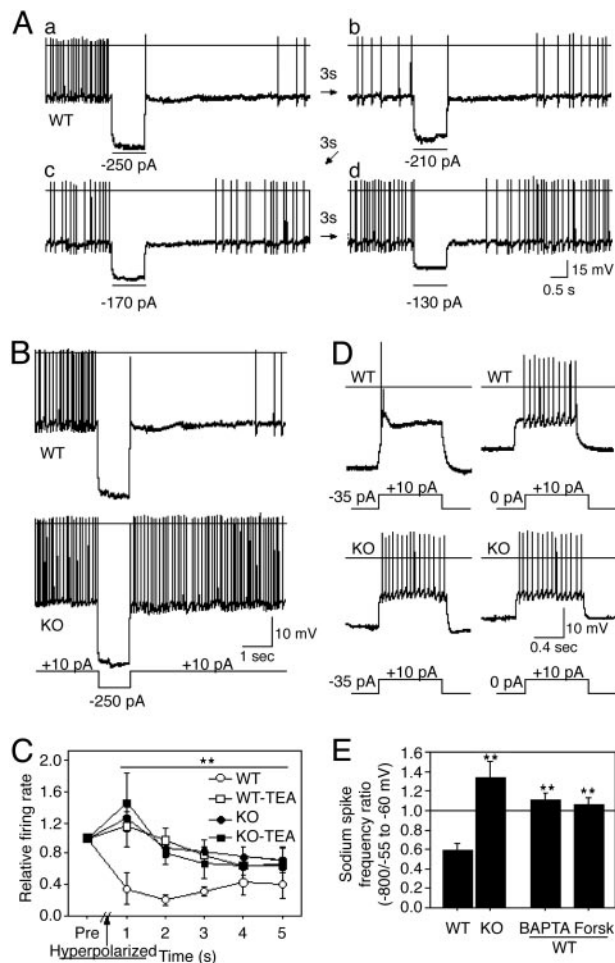 A
a
b
WT
3s
-250 pA
-210 pA
3s
c
d
3s
-170 pA
-130 pA
15 mV
0.5 s
B
WT
KO
10 mV
1 sec
+10 pA
+10 pA
-250 pA
D
WT
WT
+10 pA
+10 pA
-35 pA
0 pA
KO
KO
10 mV
0.4 sec
+10 pA
+10 pA
-35 pA
0 pA
C
2.0
1.6
1.2
0.8
0.4
0.0
Relative firing rate
**
WT
WT-TEA
KO
KO-TEA
Pre
1
2
3
4
5
Hyperpolarized
Time (s)
E
1.6
1.4
1.2
1.0
0.8
0.6
0.4
0.2
0.0
Sodium spike
frequency ratio
(-800/-55 to -60 mV)
**
**
**
WT
KO
BAPTA
Forsk
WT